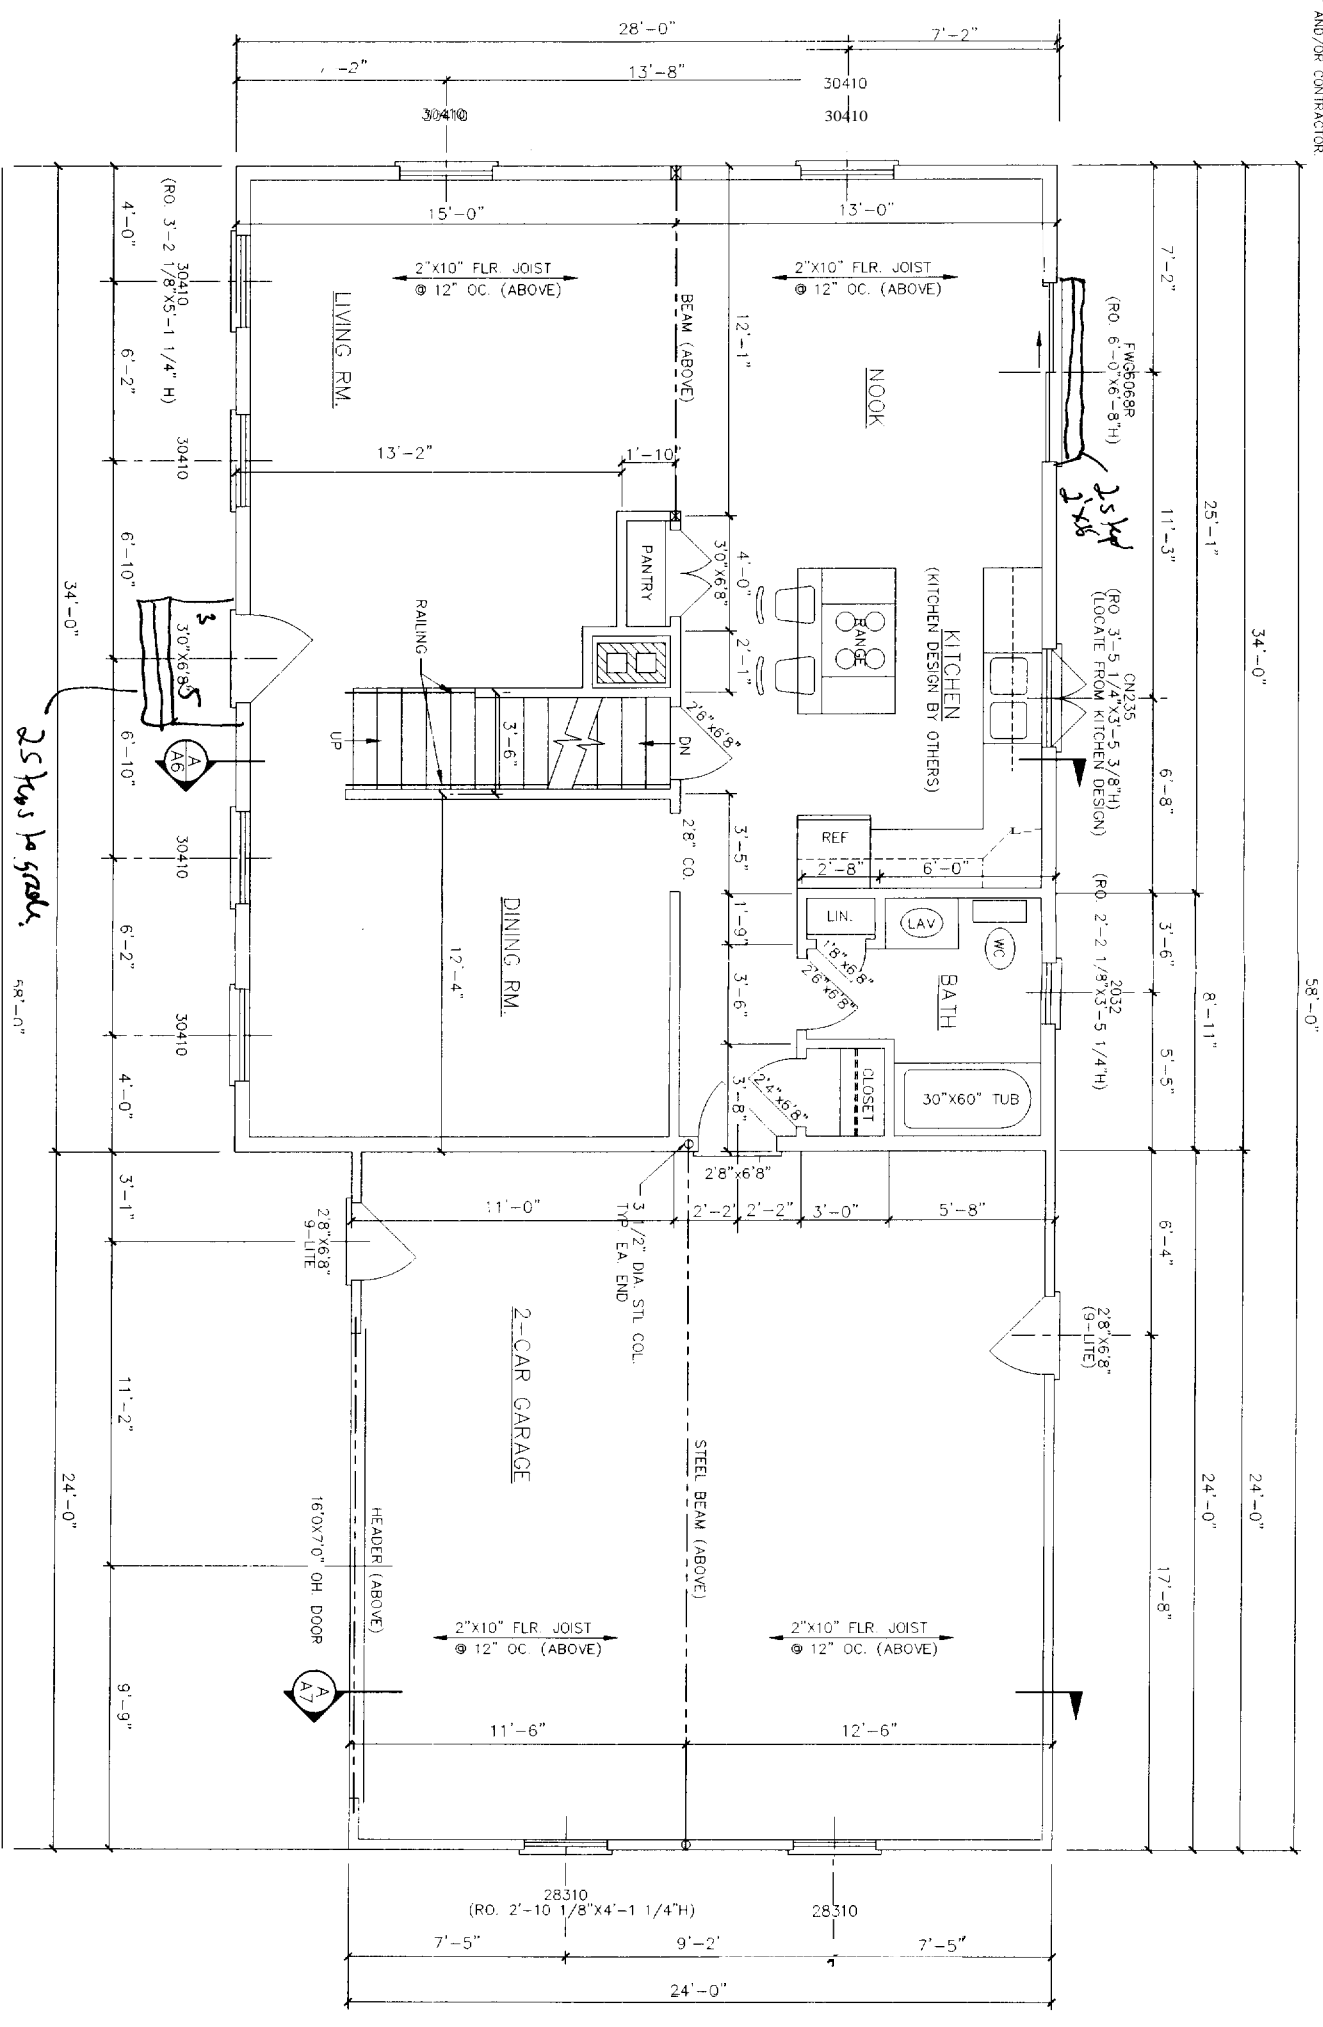 AND/OR CONTRACTOR.
28'-0"
7'-2"
-2"
13'-8"
30410
30410
30410
58'-0"
34'-0"
24'-0"
25'-1"
8'-11"
24'-0"
7'-2"
11'-3"
6'-8"
3'-6"
5'-5"
6'-4"
17'-8"
FWG6068R
(RO. 6'-0"X6'-8"H)
2 step
CN235
(RO 3'-5 1/4"X3'-5 3/8"H)
(LOCATE FROM KITCHEN DESIGN)
2032
(RO. 2'-2 1/8"X3'-5 1/4"H)
2'8"X6'8"
(9-LITE)
15'-0"
13'-0"
2"X10" FLR. JOIST
@ 12" OC. (ABOVE)
2"X10" FLR. JOIST
@ 12" OC. (ABOVE)
LIVING RM.
BEAM (ABOVE)
12'-1"
NOOK
13'-2"
1'-10"
PANTRY
3'0"X6'8"
4'-0"
2'-1"
RANGE
KITCHEN
(KITCHEN DESIGN BY OTHERS)
RAILING
UP
DN
3'-6"
2'6"X6'8"
REF
2'-8"
6'-0"
2'8" CO.
3'-5"
1'-9"
3'-6"
3'-8"
LIN.
LAV
WC
1'8"X6'8"
2'6"X6'8"
BATH
DINING RM.
12'-4"
2'4"X6'8"
CLOSET
30"X60" TUB
2'8"X6'8"
11'-0"
2'-2"
2'-2"
3'-0"
5'-8"
3 1/2" DIA. STL COL.
TYP. EA. END
2'8"X6'8"
9-LITE
2-CAR GARAGE
STEEL BEAM (ABOVE)
HEADER (ABOVE)
16'0X7'0" OH. DOOR
2"X10" FLR. JOIST
@ 12" OC. (ABOVE)
2"X10" FLR. JOIST
@ 12" OC. (ABOVE)
A
A7
11'-6"
12'-6"
30410
(RO. 3'-2 1/8"X5'-1 1/4" H)
30410
3
3'0"X6'8"
5
A
A6
30410
30410
4'-0"
6'-2"
6'-10"
6'-10"
6'-2"
4'-0"
3'-1"
11'-2"
9'-9"
34'-0"
24'-0"
2 Steps to grade.
58'-0"
28310
(RO. 2'-10 1/8"X4'-1 1/4"H)
28310
7'-5"
9'-2'
7'-5"
24'-0"